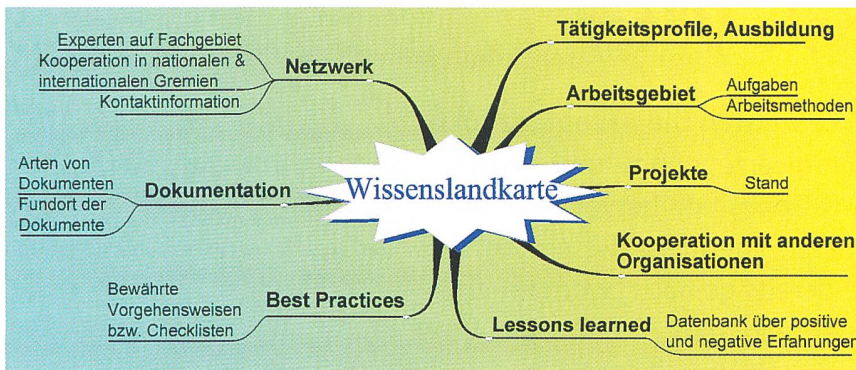 Wissenslandkarte
Tätigkeitsprofile, Ausbildung
Arbeitsgebiet
Aufgaben
Arbeitsmethoden
Projekte
Stand
Kooperation mit anderen
Organisationen
Lessons learned
Datenbank über positive
und negative Erfahrungen
Best Practices
Bewährte
Vorgehensweisen
bzw. Checklisten
Dokumentation
Arten von
Dokumenten
Fundort der
Dokumente
Netzwerk
Experten auf Fachgebiet
Kooperation in nationalen &
internationalen Gremien
Kontaktinformation